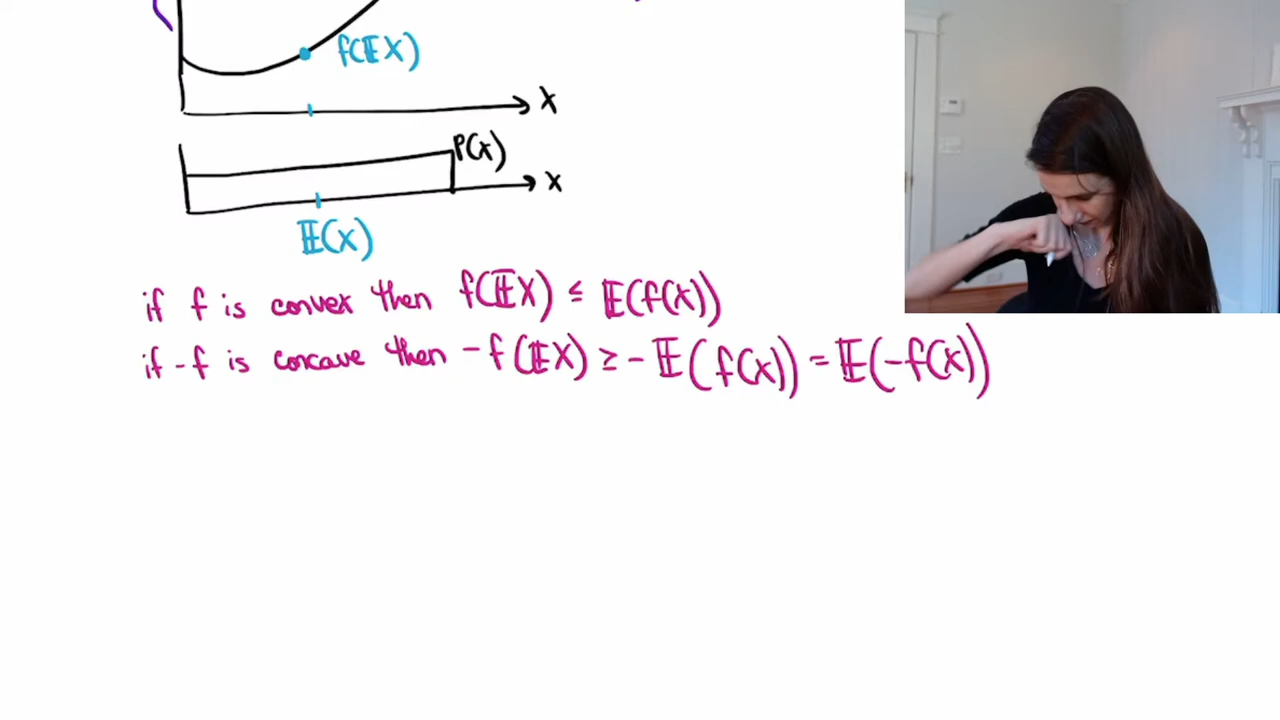 f(𝔼X)
x
P(x)
x
𝔼(x)
if f is convex then f(𝔼X) ≤ 𝔼(f(x))
if -f is concave then -f(𝔼X) ≥ -𝔼(f(x)) = 𝔼(-f(x))